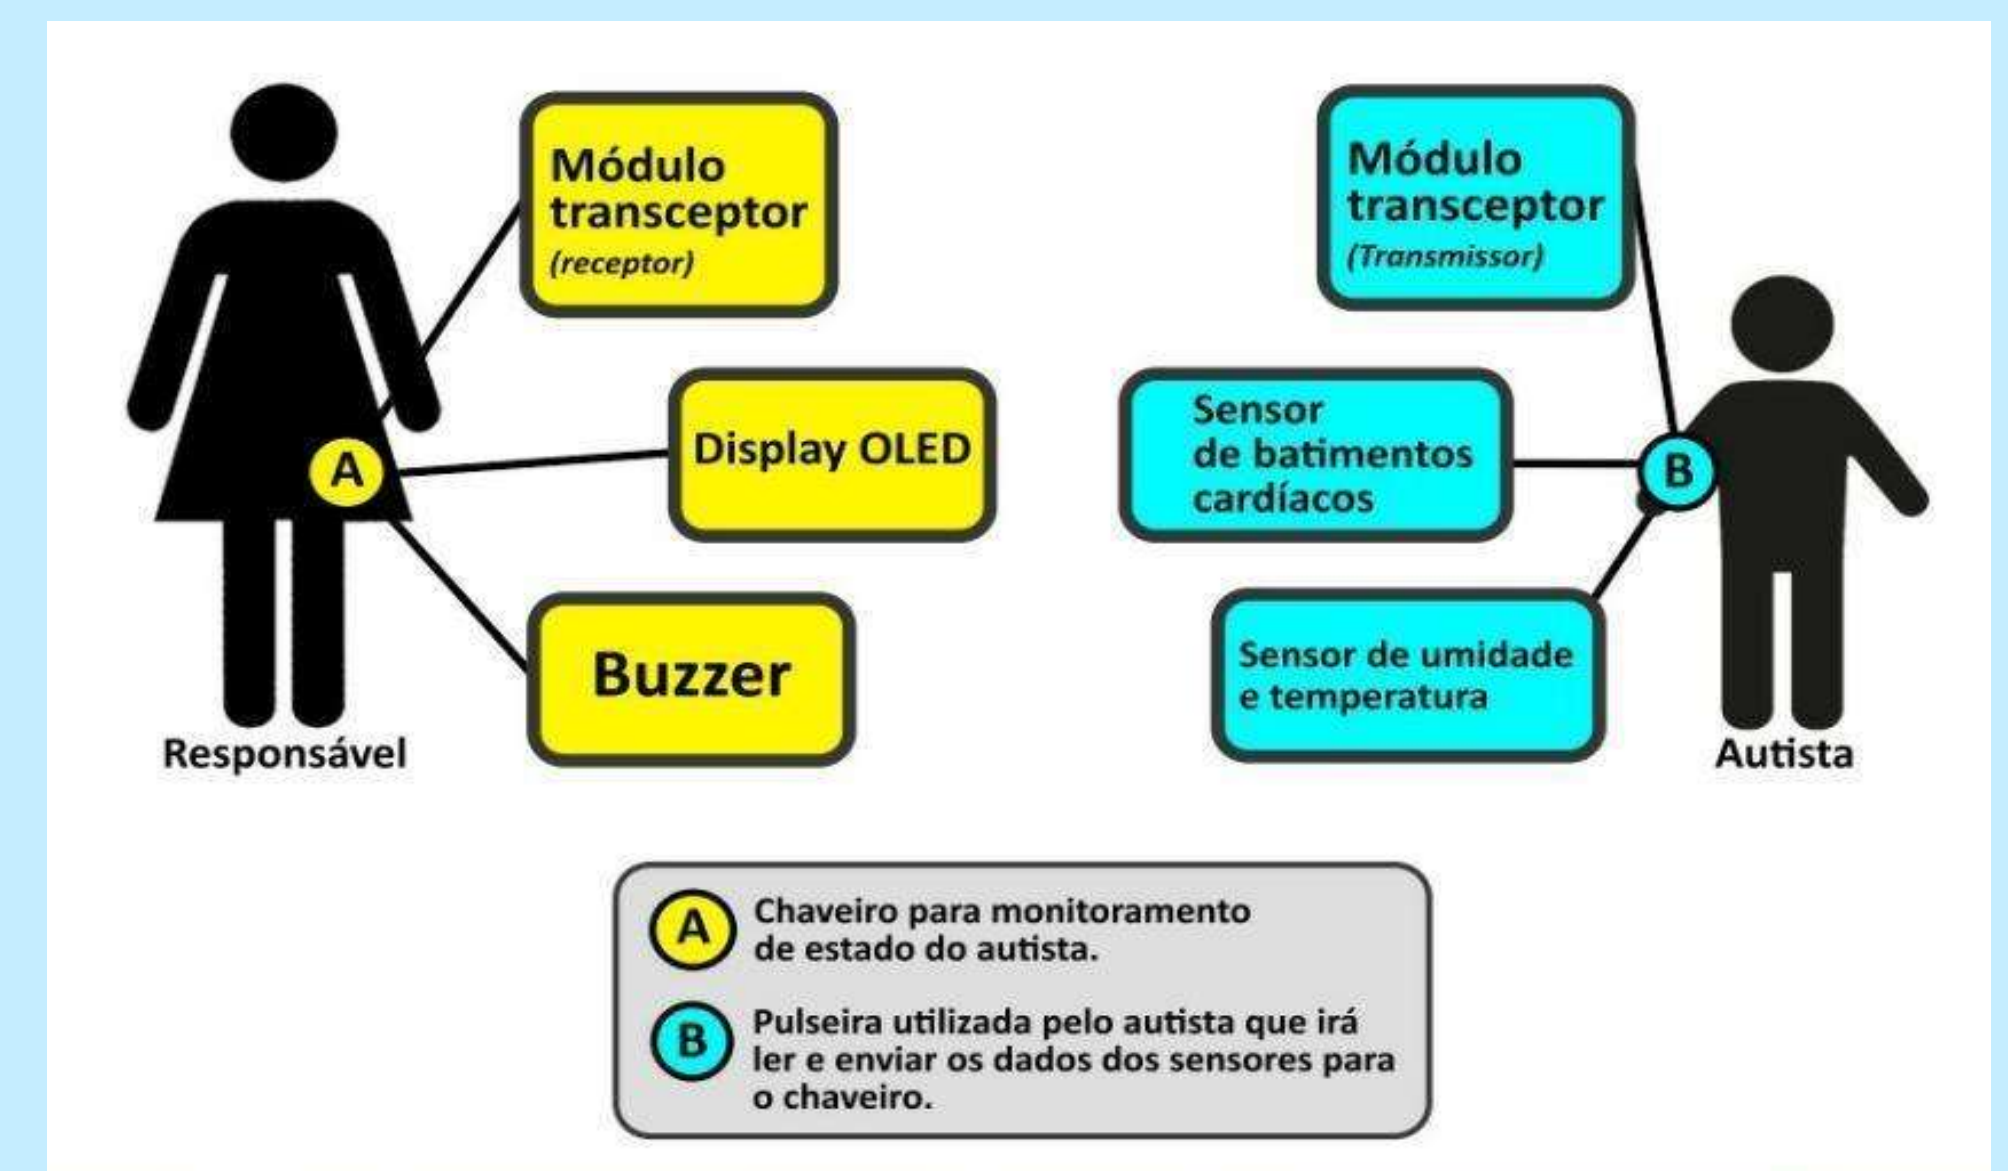 Módulo
transceptor
(receptor)
Display OLED
A
Buzzer
Responsável
Módulo
transceptor
(Transmissor)
Sensor
de batimentos
cardíacos
B
Sensor de umidade
e temperatura
Autista
A
Chaveiro para monitoramento
de estado do autista.
B
Pulseira utilizada pelo autista que irá
ler e enviar os dados dos sensores para
o chaveiro.